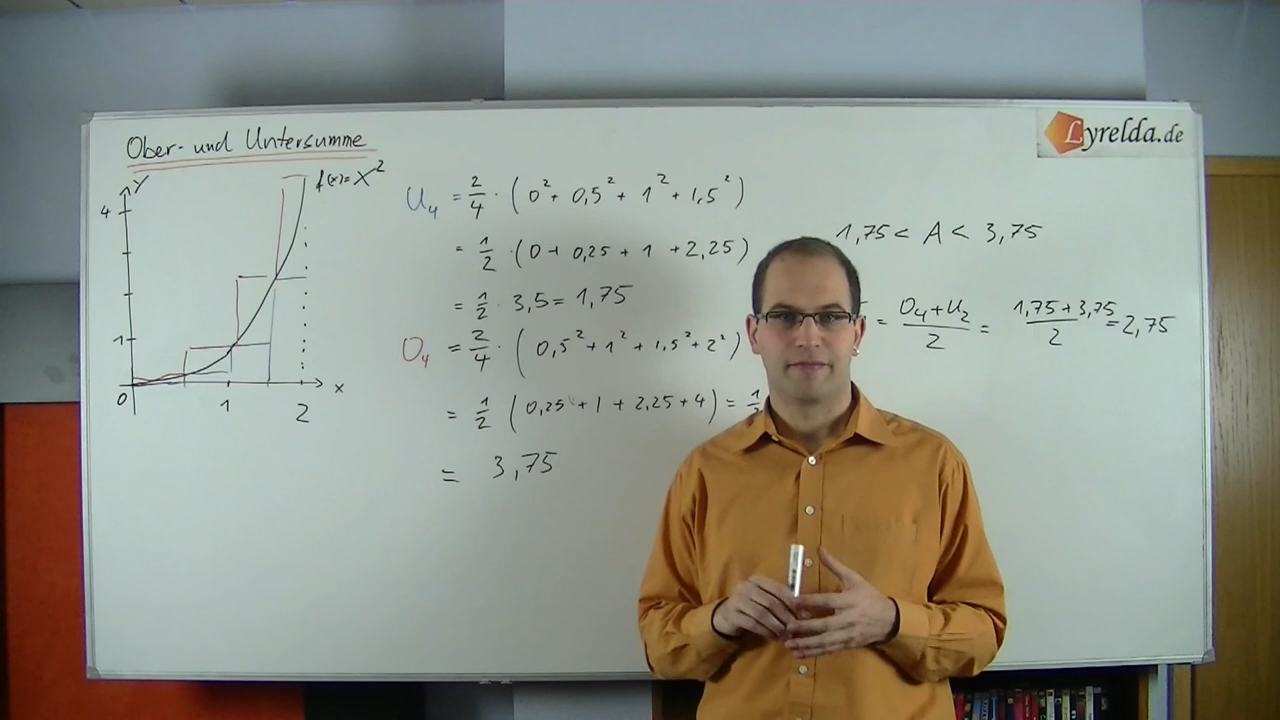 Ober- und Untersumme
Lyrelda.de
y
f(x)=x²
4
1
0
1
2
x
U₄ = 2/4 · (0² + 0,5² + 1² + 1,5²)
= 1/2 · (0 + 0,25 + 1 + 2,25)
= 1/2 · 3,5 = 1,75
O₄ = 2/4 · (0,5² + 1² + 1,5² + 2²)
= 1/2 (0,25 + 1 + 2,25 + 4) = 1/2
= 3,75
1,75 < A < 3,75
= (O₄ + U₂)/2 = (1,75 + 3,75)/2 = 2,75